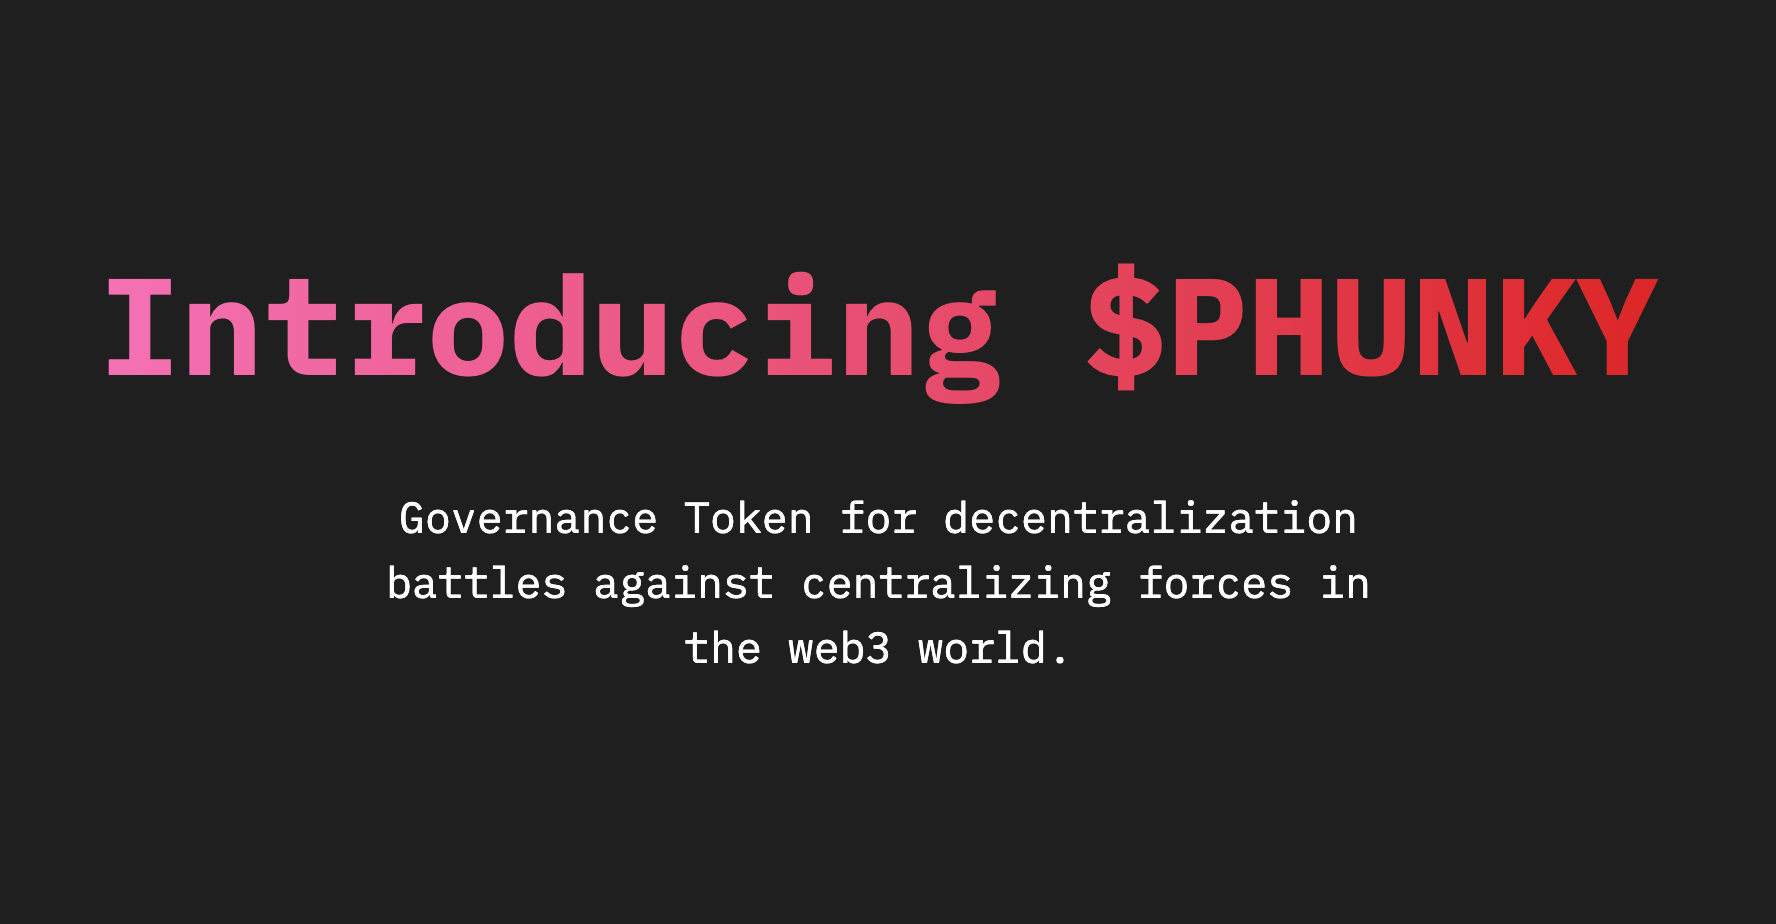 Introducing $PHUNKY
Governance Token for decentralization
battles against centralizing forces in
the web3 world.